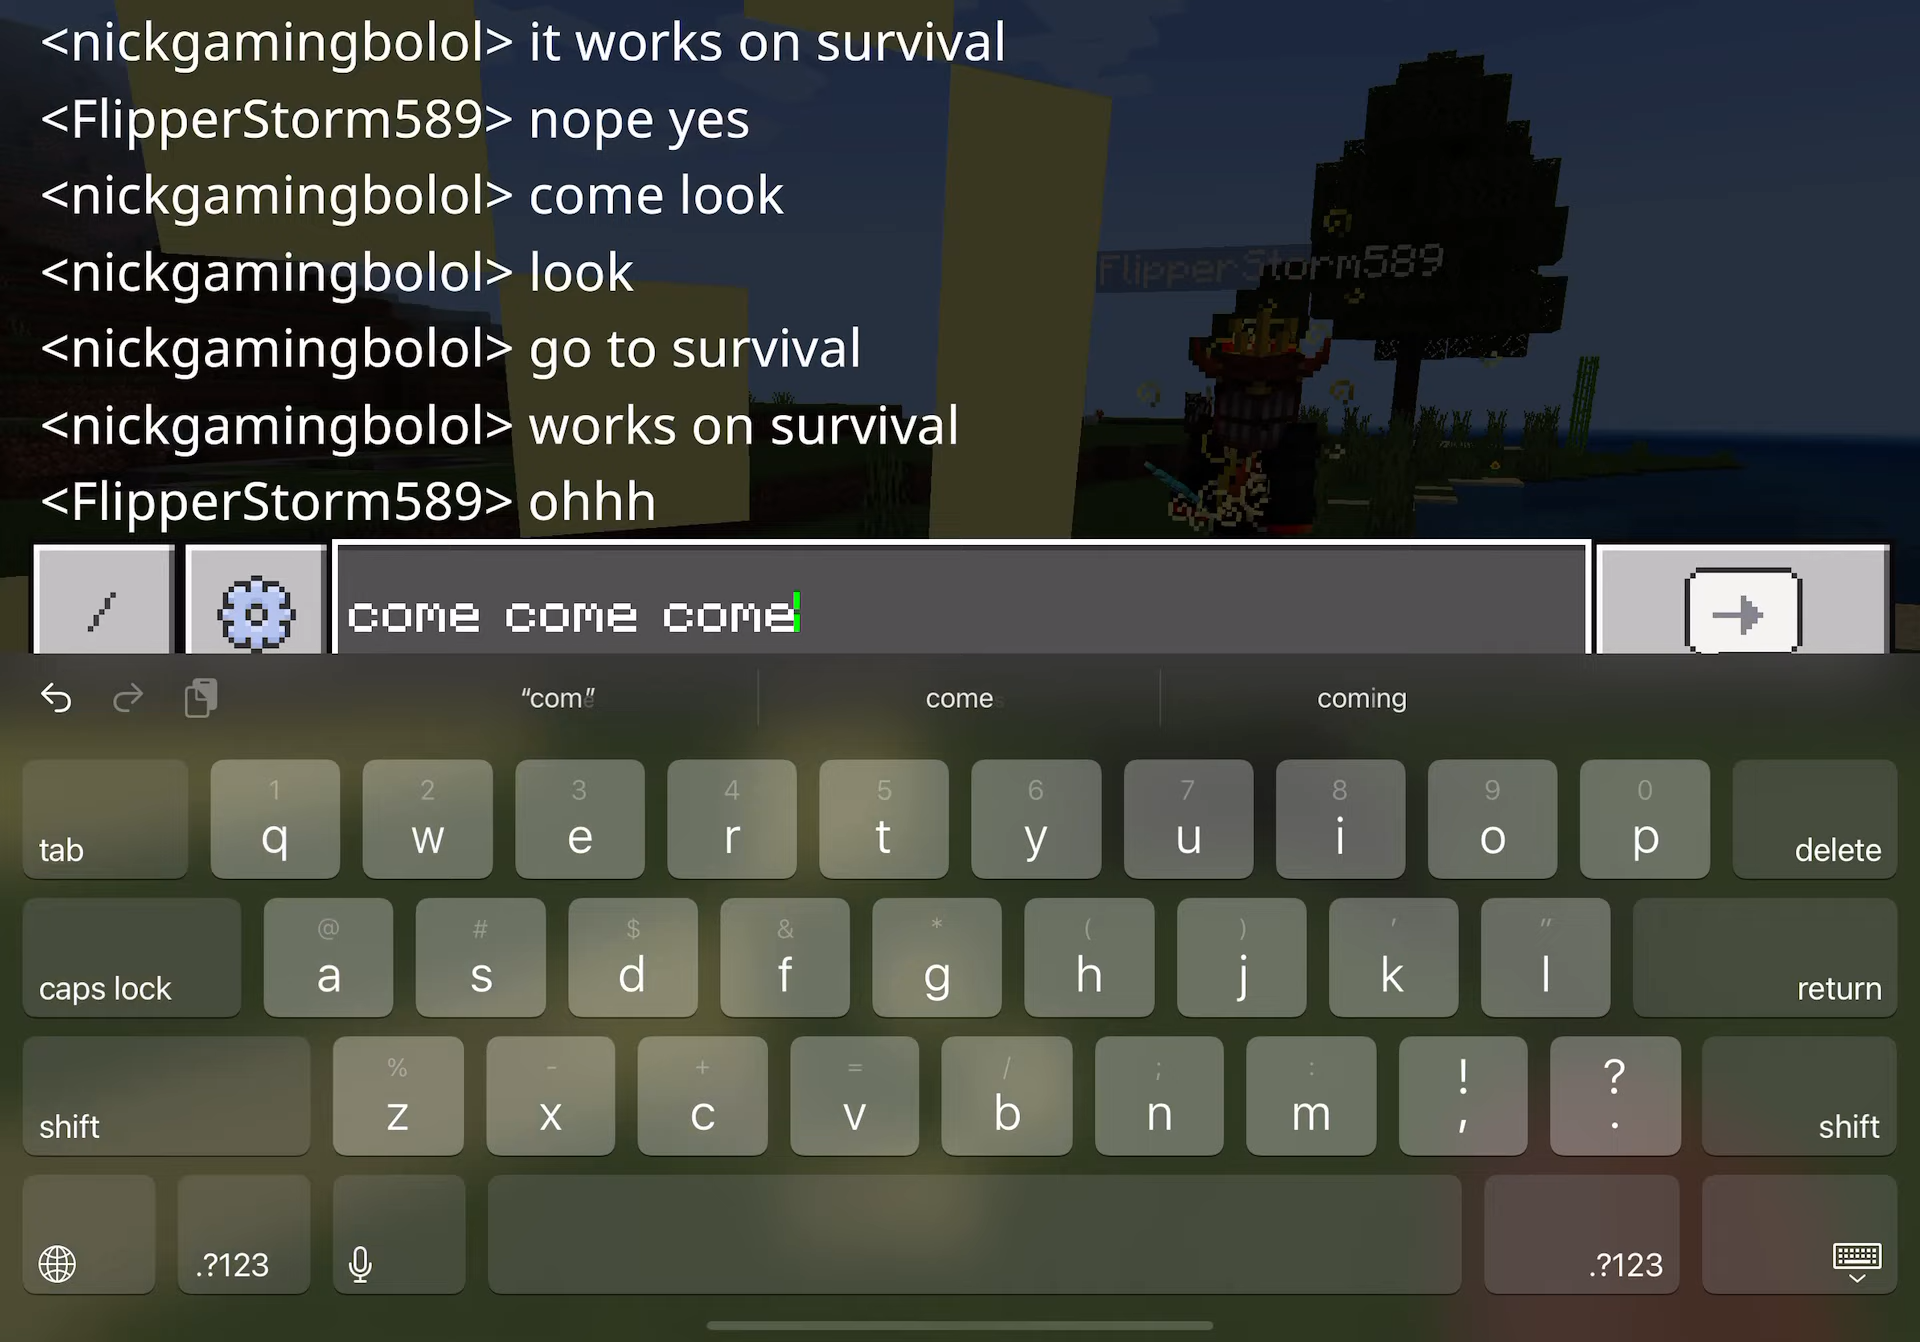 <nickgamingbolol> it works on survival
<FlipperStorm589> nope yes
<nickgamingbolol> come look
<nickgamingbolol> look
FlipperStorm589
<nickgamingbolol> go to survival
<nickgamingbolol> works on survival
<FlipperStorm589> ohhh
/ come come come
“com” come coming
tab 1 q 2 w 3 e 4 r 5 t 6 y 7 u 8 i 9 o 0 p delete
caps lock @ a # s $ d & f * g ( h ) j ' k " l return
shift % z - x + c = v / b ; n : m ! , ? . shift
.?123 .?123